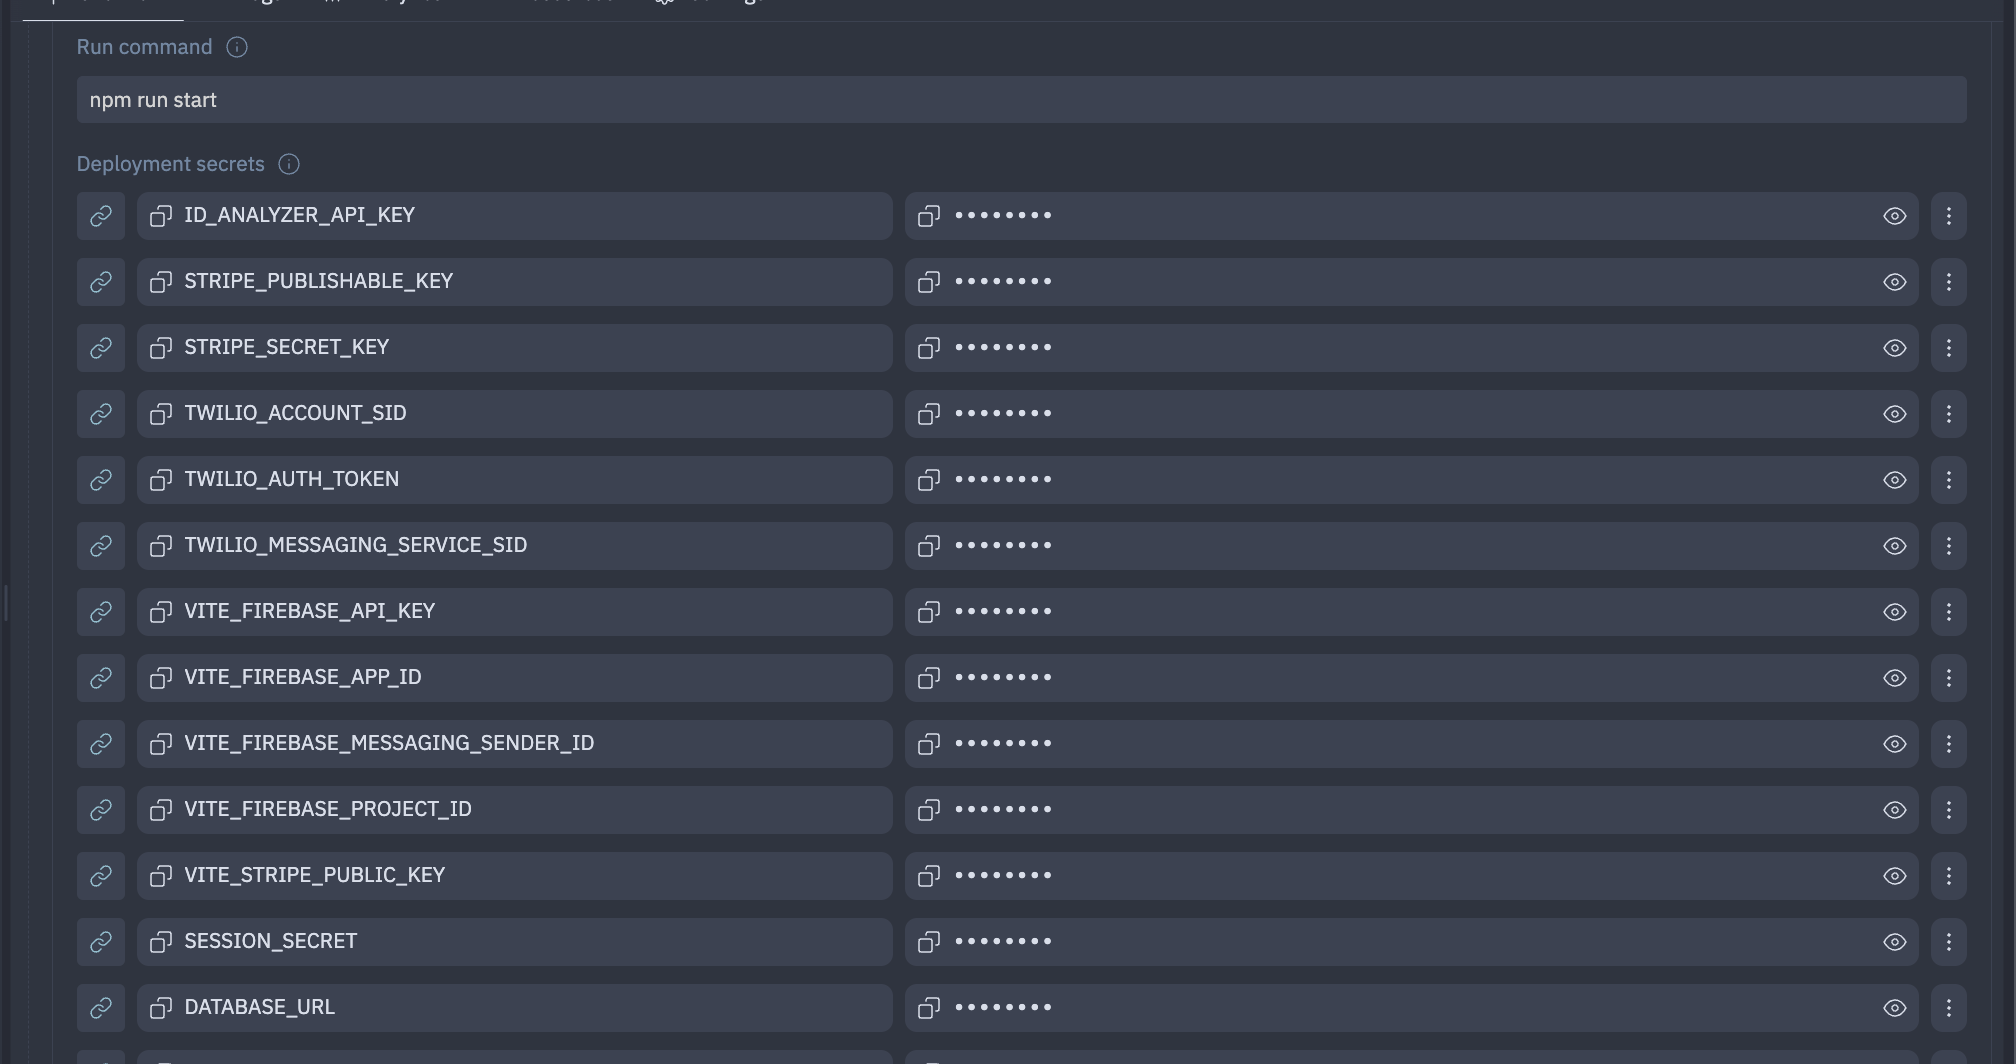 Run command
npm run start
Deployment secrets
ID_ANALYZER_API_KEY ••••••••
STRIPE_PUBLISHABLE_KEY ••••••••
STRIPE_SECRET_KEY ••••••••
TWILIO_ACCOUNT_SID ••••••••
TWILIO_AUTH_TOKEN ••••••••
TWILIO_MESSAGING_SERVICE_SID ••••••••
VITE_FIREBASE_API_KEY ••••••••
VITE_FIREBASE_APP_ID ••••••••
VITE_FIREBASE_MESSAGING_SENDER_ID ••••••••
VITE_FIREBASE_PROJECT_ID ••••••••
VITE_STRIPE_PUBLIC_KEY ••••••••
SESSION_SECRET ••••••••
DATABASE_URL ••••••••